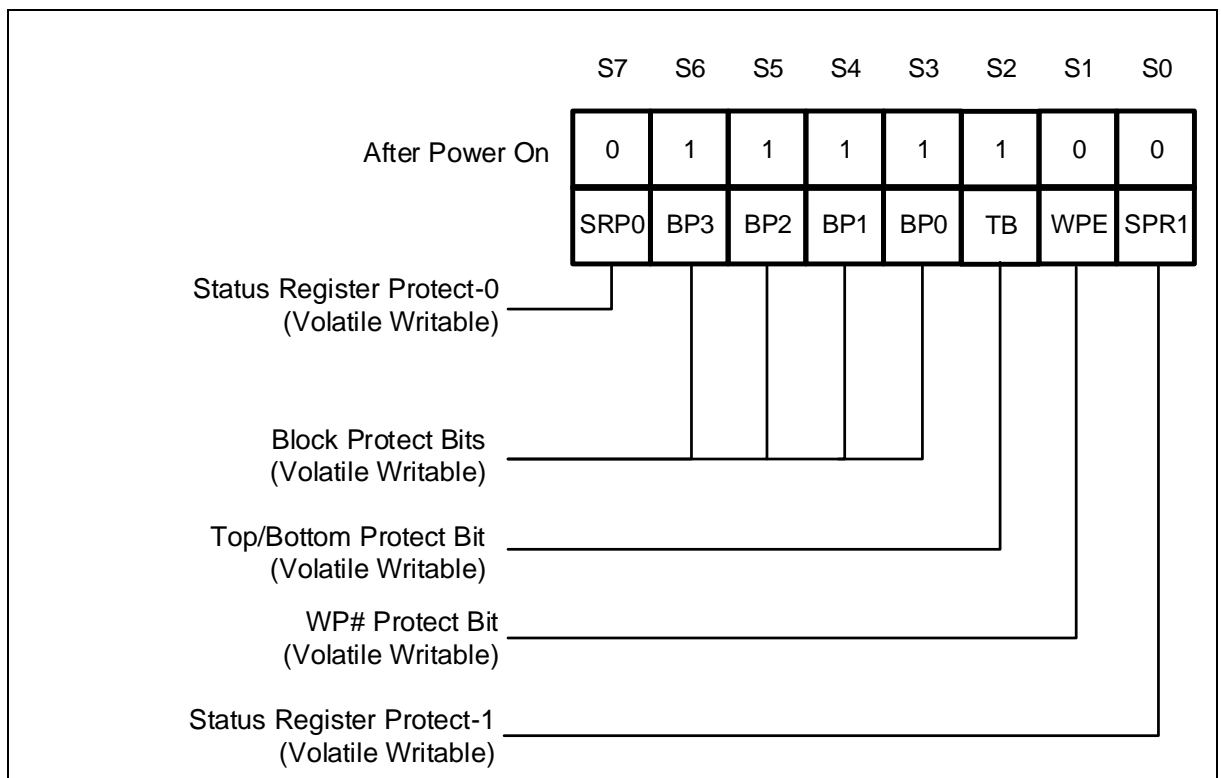 S7 S6 S5 S4 S3 S2 S1 S0
After Power On 0 1 1 1 1 1 0 0
SRP0 BP3 BP2 BP1 BP0 TB WPE SPR1
Status Register Protect-0
(Volatile Writable)
Block Protect Bits
(Volatile Writable)
Top/Bottom Protect Bit
(Volatile Writable)
WP# Protect Bit
(Volatile Writable)
Status Register Protect-1
(Volatile Writable)